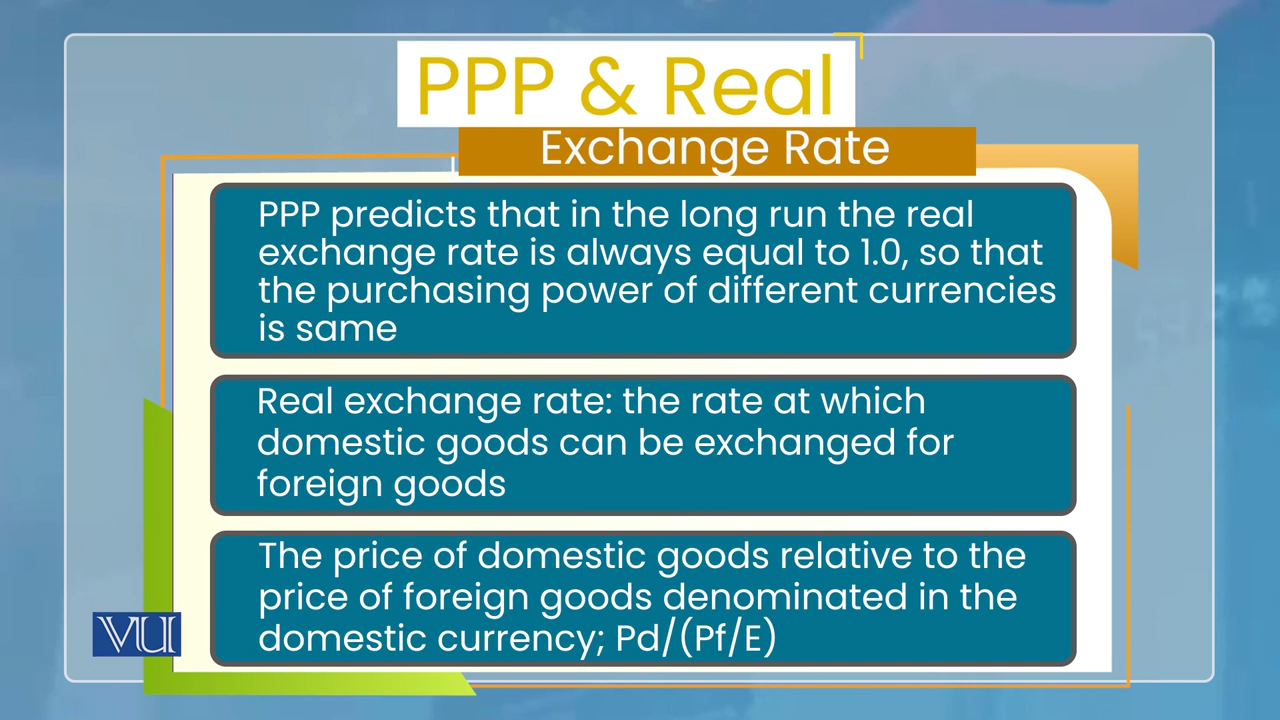 PPP & Real
Exchange Rate
PPP predicts that in the long run the real
exchange rate is always equal to 1.0, so that
the purchasing power of different currencies
is same
Real exchange rate: the rate at which
domestic goods can be exchanged for
foreign goods
The price of domestic goods relative to the
price of foreign goods denominated in the
domestic currency; Pd/(Pf/E)
VU